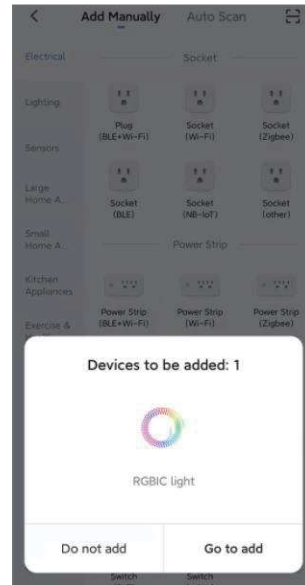 Add Manually
Auto Scan
Electrical
Socket
Lighting
Plug
(BLE+Wi-Fi)
Socket
(Wi-Fi)
Socket
(Zigbee)
Sensors
Large
Home A...
Socket
(BLE)
Socket
(NB-IoT)
Socket
(other)
Small
Home A...
Power Strip
Kitchen
Appliances
Power Strip
(BLE+Wi-Fi)
Power Strip
(Wi-Fi)
Power Strip
(Zigbee)
Exercise &
Devices to be added: 1
RGBIC light
Do not add
Go to add
Switch
Switch